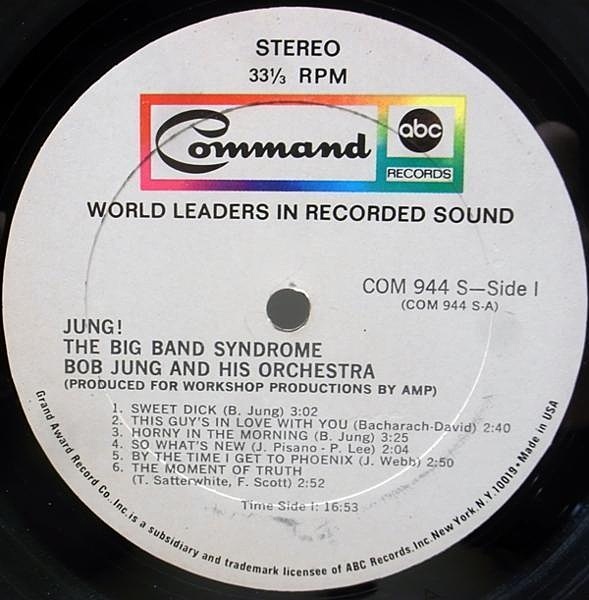 STEREO
33⅓ RPM
Command
abc
RECORDS
WORLD LEADERS IN RECORDED SOUND
COM 944 S—Side I
(COM 944 S-A)
JUNG!
THE BIG BAND SYNDROME
BOB JUNG AND HIS ORCHESTRA
(PRODUCED FOR WORKSHOP PRODUCTIONS BY AMP)
1. SWEET DICK (B. Jung) 3:02
2. THIS GUY'S IN LOVE WITH YOU (Bacharach-David) 2:40
3. HORNY IN THE MORNING (B. Jung) 3:25
4. SO WHAT'S NEW (J. Pisano - P. Lee) 2:04
5. BY THE TIME I GET TO PHOENIX (J. Webb) 2:50
6. THE MOMENT OF TRUTH
(T. Satterwhite, F. Scott) 2:52
Time Side I: 16:53
Grand Award Record Co., Inc. is a subsidiary and trademark licensee of ABC Records, Inc. New York, N.Y. 10019 • Made in USA